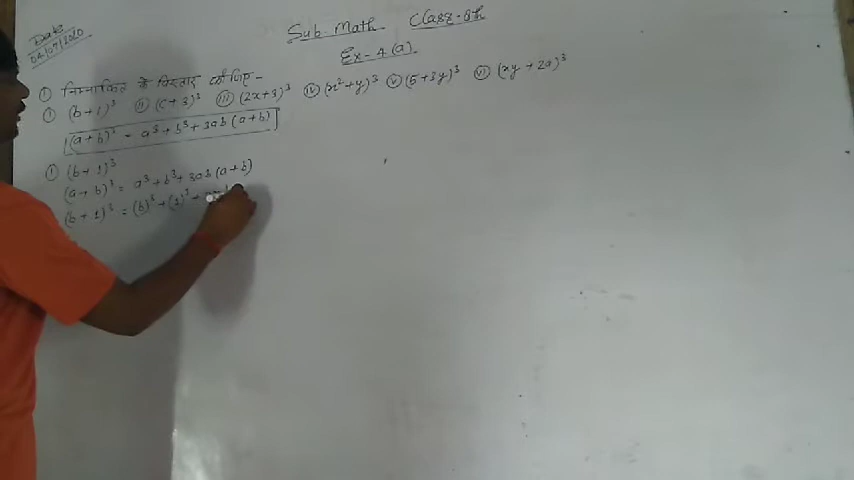 Date
04/07/2020
Sub-Math Class-8th
Ex-4(a)
① निम्नांकित के विस्तार कीजिए -
ⓘ (b+1)³ ⓘⓘ (c+3)³ ⓘⓘⓘ (2x+3)³ ⓘⓥ (x²+y)³ ⓥ (5+3y)³ ⓥⓘ (xy+2z)³
(a+b)³ = a³+b³+3ab(a+b)
ⓘ (b+1)³
(a+b)³ = a³+b³+3ab(a+b)
(b+1)³ = (b)³+(1)³+